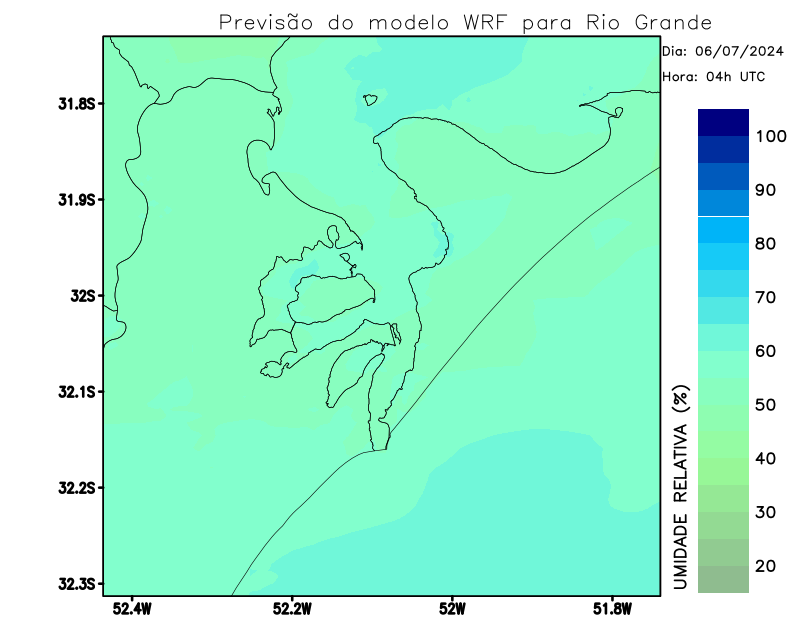 Previsão do modelo WRF para Rio Grande
Dia: 06/07/2024
Hora: 04h UTC
31.8S
31.9S
32S
32.1S
32.2S
32.3S
52.4W
52.2W
52W
51.8W
100
90
80
70
60
50
40
30
20
UMIDADE RELATIVA (%)